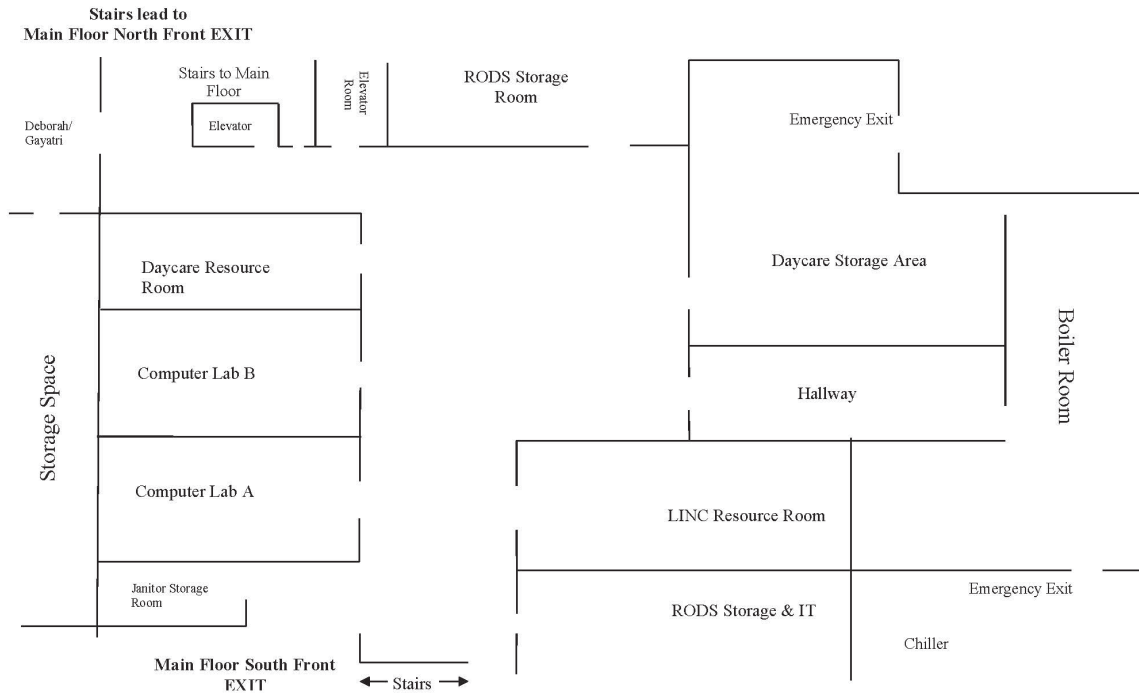 Stairs lead to
Main Floor North Front EXIT
Stairs to Main
Floor
Elevator
Room
RODS Storage
Room
Deborah/
Gayatri
Elevator
Emergency Exit
Daycare Resource
Room
Daycare Storage Area
Boiler Room
Storage Space
Computer Lab B
Hallway
Computer Lab A
LINC Resource Room
Janitor Storage
Room
RODS Storage & IT
Emergency Exit
Chiller
Main Floor South Front
EXIT
Stairs